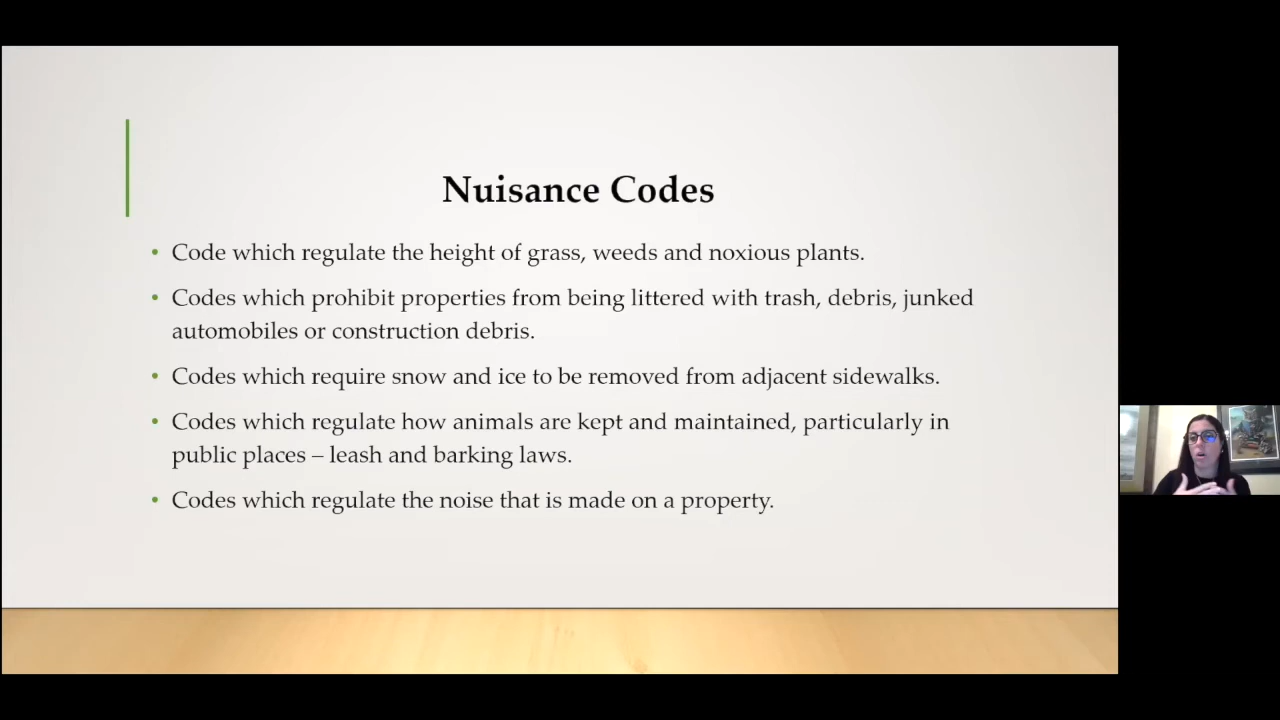 Nuisance Codes
• Code which regulate the height of grass, weeds and noxious plants.
• Codes which prohibit properties from being littered with trash, debris, junked
automobiles or construction debris.
• Codes which require snow and ice to be removed from adjacent sidewalks.
• Codes which regulate how animals are kept and maintained, particularly in
public places – leash and barking laws.
• Codes which regulate the noise that is made on a property.